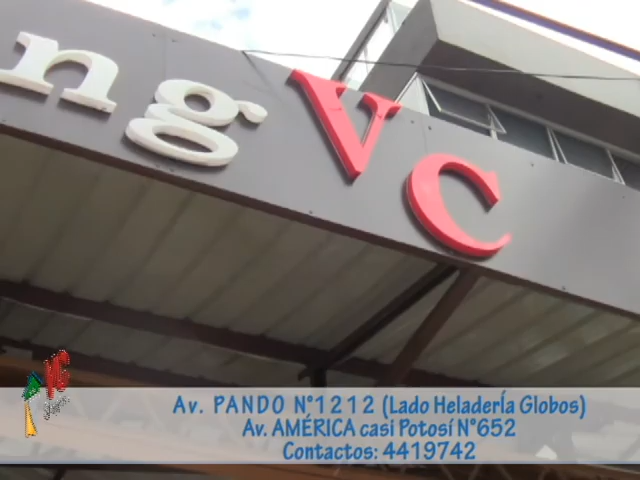 ngVC
Av. PANDO N°1212 (Lado HeladerÍa Globos)
Av. AMÉRICA casi Potosí N°652
Contactos: 4419742